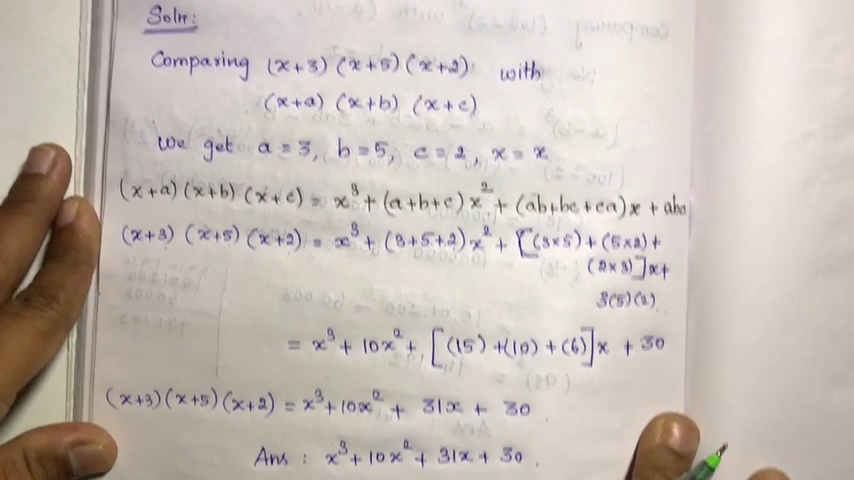 Soln:
Comparing (x+3) (x+5) (x+2) with
(x+a) (x+b) (x+c)
We get a = 3, b = 5, c = 2, x = x
(x+a) (x+b) (x+c) = x³ + (a+b+c) x² + (ab+bc+ca) x + abc
(x+3) (x+5) (x+2) = x³ + (3+5+2) x² + [(3×5) + (5×2) +
(2×3)] x +
3(5)(2)
= x³ + 10x² + [(15) + (10) + (6)] x + 30
(x+3) (x+5) (x+2) = x³ + 10x² + 31x + 30
Ans : x³ + 10x² + 31x + 30.